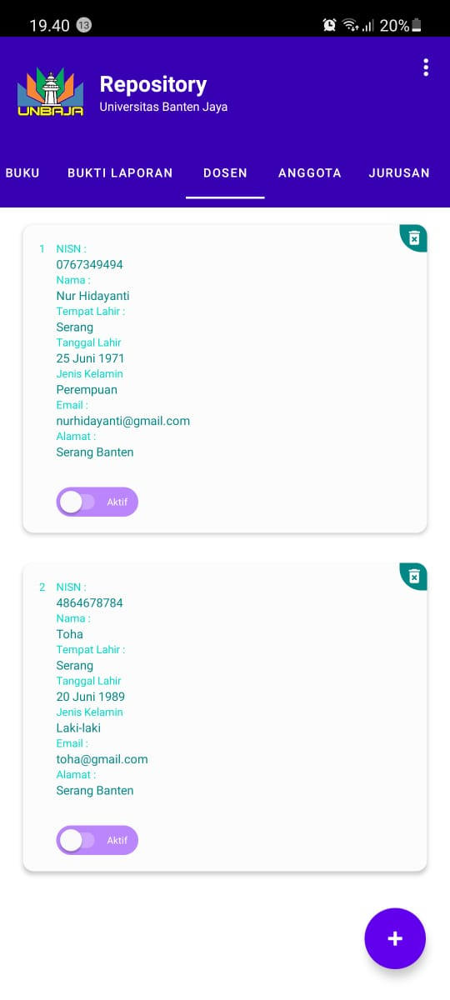 19.40 13 20%
UNBAJA
Repository
Universitas Banten Jaya
BUKU BUKTI LAPORAN DOSEN ANGGOTA JURUSAN
1 NISN :
0767349494
Nama :
Nur Hidayanti
Tempat Lahir :
Serang
Tanggal Lahir
25 Juni 1971
Jenis Kelamin
Perempuan
Email :
nurhidayanti@gmail.com
Alamat :
Serang Banten
Aktif
2 NISN :
4864678784
Nama :
Toha
Tempat Lahir :
Serang
Tanggal Lahir
20 Juni 1989
Jenis Kelamin
Laki-laki
Email :
toha@gmail.com
Alamat :
Serang Banten
Aktif
+